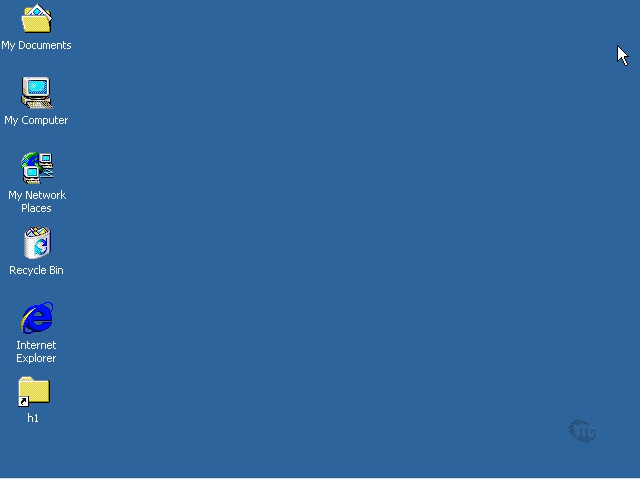 My Documents
My Computer
My Network
Places
Recycle Bin
Internet
Explorer
h1